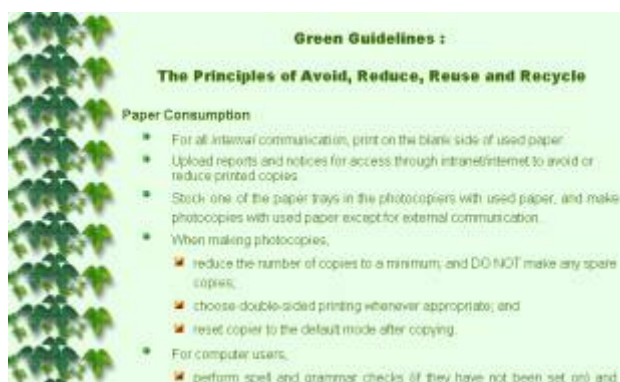 Green Guidelines :
The Principles of Avoid, Reduce, Reuse and Recycle
Paper Consumption
For all internal communication, print on the blank side of used paper.
Upload reports and notices for access through intranet/internet to avoid or
reduce printed copies.
Stock one of the paper trays in the photocopiers with used paper, and make
photocopies with used paper except for external communication.
When making photocopies,
reduce the number of copies to a minimum; and DO NOT make any spare
copies;
choose double-sided printing whenever appropriate; and
reset copier to the default mode after copying.
For computer users,
perform spell and grammar checks (if they have not been set on) and